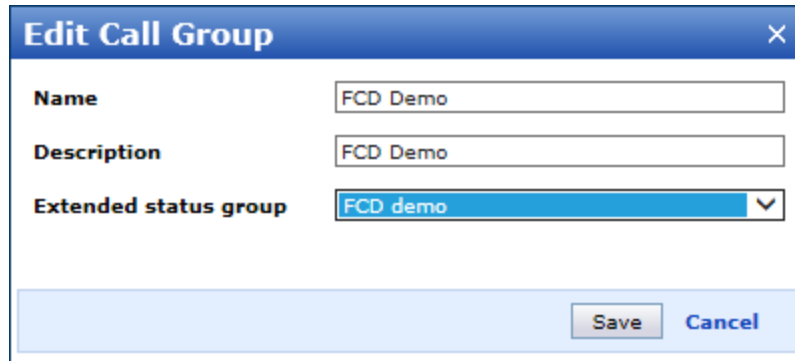 Edit Call Group
Name FCD Demo
Description FCD Demo
Extended status group FCD demo
Save Cancel